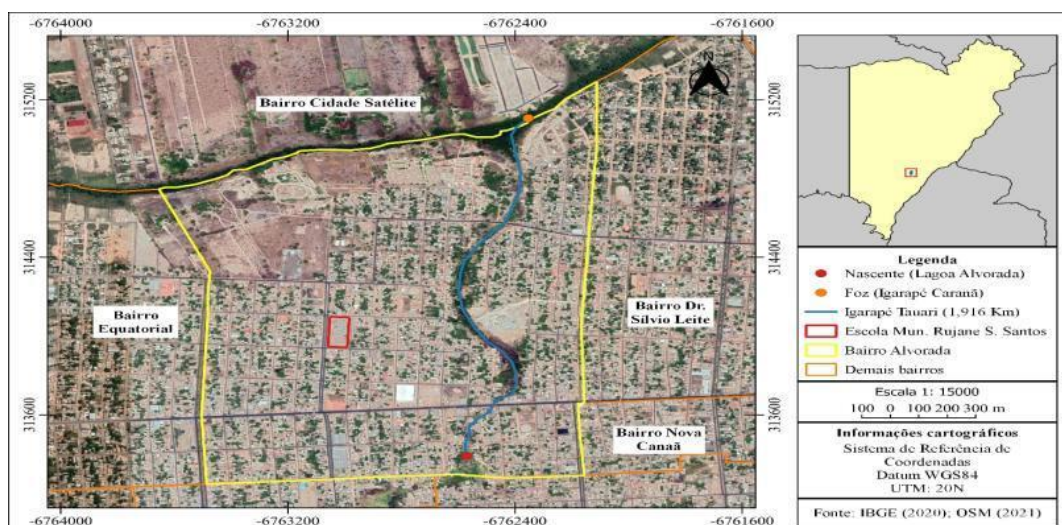 -6764000
-6763200
-6762400
-6761600
315200
314400
313600
315200
314400
313600
Bairro Cidade Satélite
Bairro
Equatorial
Bairro Dr.
Sílvio Leite
Bairro Nova
Canaã
-6764000
-6763200
-6762400
-6761600
Legenda
Nascente (Lagoa Alvorada)
Foz (Igarapé Caranã)
Igarapé Tauari (1,916 Km)
Escola Mun. Rujane S. Santos
Bairro Alvorada
Demais bairros
Escala 1: 15000
100 0 100 200 300 m
Informações cartográficos
Sistema de Referência de
Coordenadas
Datum WGS84
UTM: 20N
Fonte: IBGE (2020); OSM (2021)